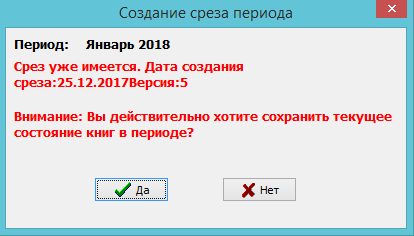 Создание среза периода
Период: Январь 2018
Срез уже имеется. Дата создания
среза:25.12.2017Версия:5
Внимание: Вы действительно хотите сохранить текущее
состояние книг в периоде?
Да Нет